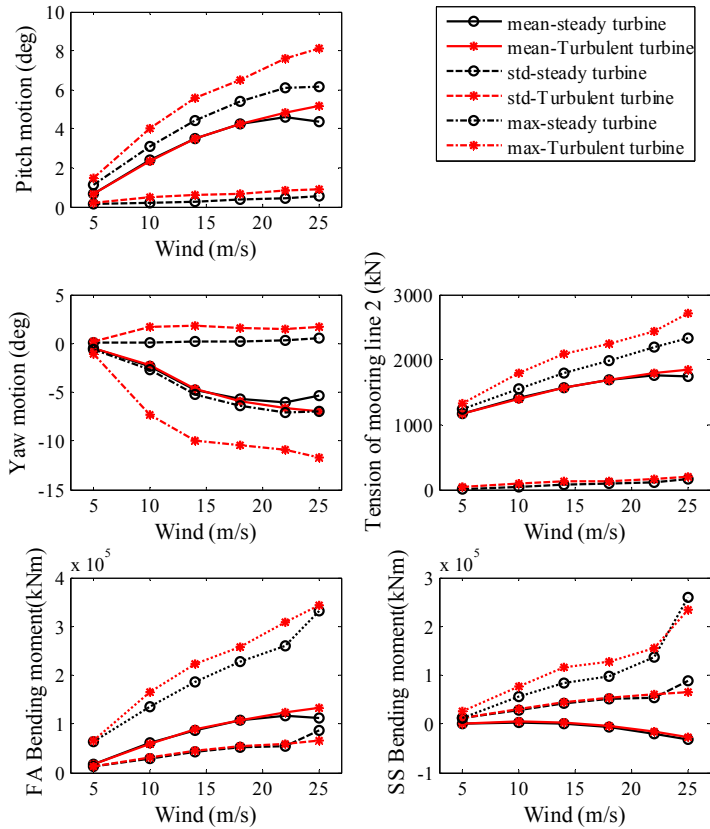 10
8
6
4
2
0
Pitch motion (deg)
5 10 15 20 25
Wind (m/s)
mean-steady turbine
mean-Turbulent turbine
std-steady turbine
std-Turbulent turbine
max-steady turbine
max-Turbulent turbine
5
0
-5
-10
-15
Yaw motion (deg)
5 10 15 20 25
Wind (m/s)
3000
2000
1000
0
Tension of mooring line 2 (kN)
5 10 15 20 25
Wind (m/s)
x 10^5
4
3
2
1
0
FA Bending moment(kNm)
5 10 15 20 25
Wind (m/s)
x 10^5
3
2
1
0
-1
SS Bending moment(kNm)
5 10 15 20 25
Wind (m/s)